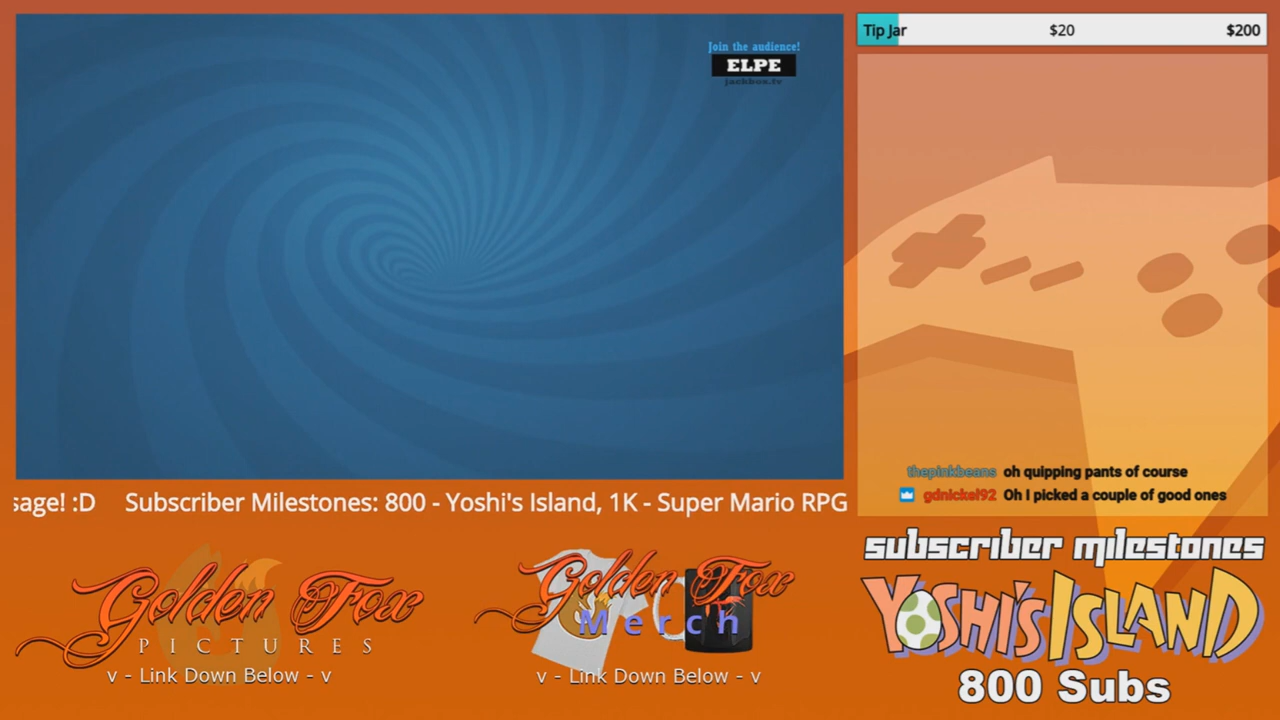 Join the audience!
ELPE
jackbox.tv
Tip Jar $20 $200
thepinkbeans oh quipping pants of course
gdnickel92 Oh I picked a couple of good ones
sage! :D Subscriber Milestones: 800 - Yoshi's Island, 1K - Super Mario RPG
Golden Fox
PICTURES
v - Link Down Below - v
Golden Fox
Merch
v - Link Down Below - v
subscriber milestones
YOSHI'S ISLAND
800 Subs